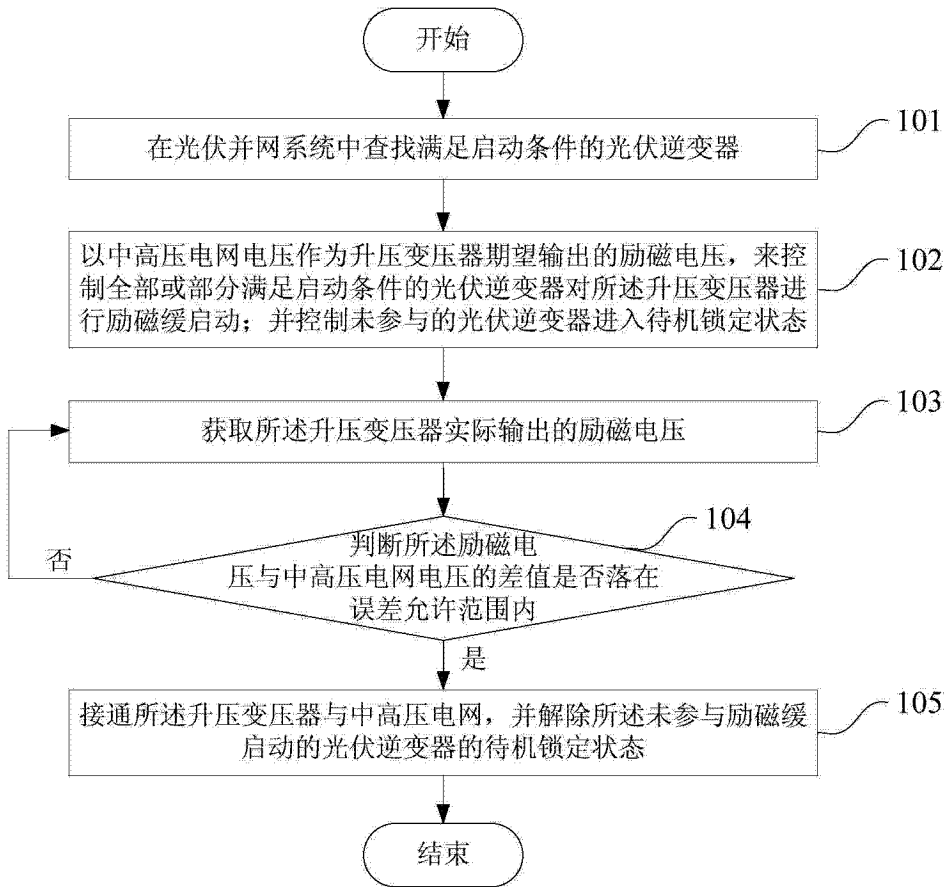 开始
在光伏并网系统中查找满足启动条件的光伏逆变器
101
以中高压电网电压作为升压变压器期望输出的励磁电压，来控
制全部或部分满足启动条件的光伏逆变器对所述升压变压器进
行励磁缓启动；并控制未参与的光伏逆变器进入待机锁定状态
102
获取所述升压变压器实际输出的励磁电压
103
判断所述励磁电
压与中高压电网电压的差值是否落在
误差允许范围内
104
否
是
接通所述升压变压器与中高压电网，并解除所述未参与励磁缓
启动的光伏逆变器的待机锁定状态
105
结束